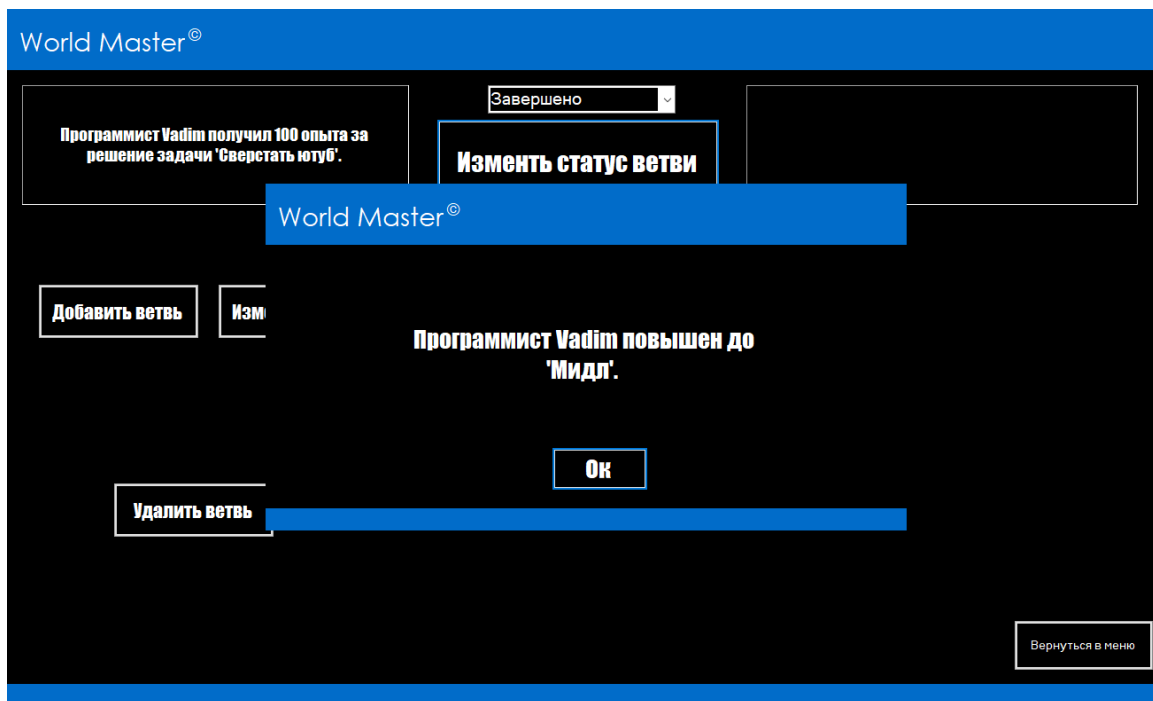 World Master©
Завершено
Программист Vadim получил 100 опыта за
решение задачи 'Сверстать ютуб'.
Изменть статус ветви
World Master©
Добавить ветвь
Изм
Программист Vadim повышен до
'Мидл'.
Ок
Удалить ветвь
Вернуться в меню